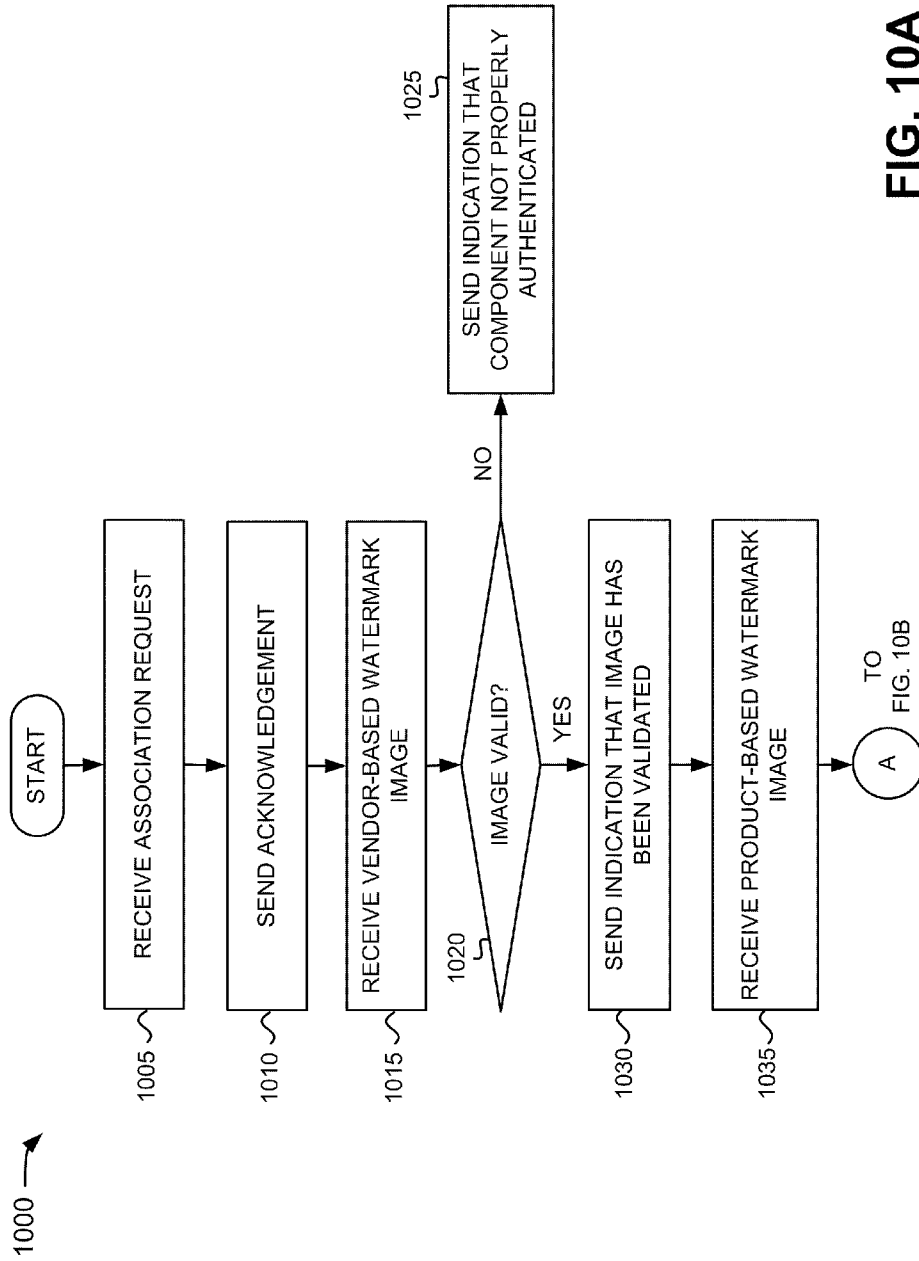 1000
START
1005
RECEIVE ASSOCIATION REQUEST
1010
SEND ACKNOWLEDGEMENT
1015
RECEIVE VENDOR-BASED WATERMARK
IMAGE
1020
IMAGE VALID?
NO
1025
SEND INDICATION THAT
COMPONENT NOT PROPERLY
AUTHENTICATED
YES
1030
SEND INDICATION THAT IMAGE HAS
BEEN VALIDATED
1035
RECEIVE PRODUCT-BASED WATERMARK
IMAGE
A
TO
FIG. 10B
FIG. 10A